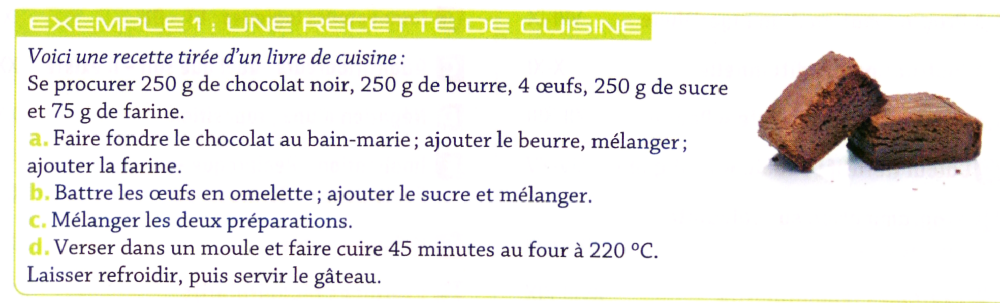 EXEMPLE 1 : UNE RECETTE DE CUISINE
Voici une recette tirée d'un livre de cuisine :
Se procurer 250 g de chocolat noir, 250 g de beurre, 4 œufs, 250 g de sucre
et 75 g de farine.
a. Faire fondre le chocolat au bain-marie ; ajouter le beurre, mélanger ;
ajouter la farine.
b. Battre les œufs en omelette ; ajouter le sucre et mélanger.
c. Mélanger les deux préparations.
d. Verser dans un moule et faire cuire 45 minutes au four à 220 °C.
Laisser refroidir, puis servir le gâteau.